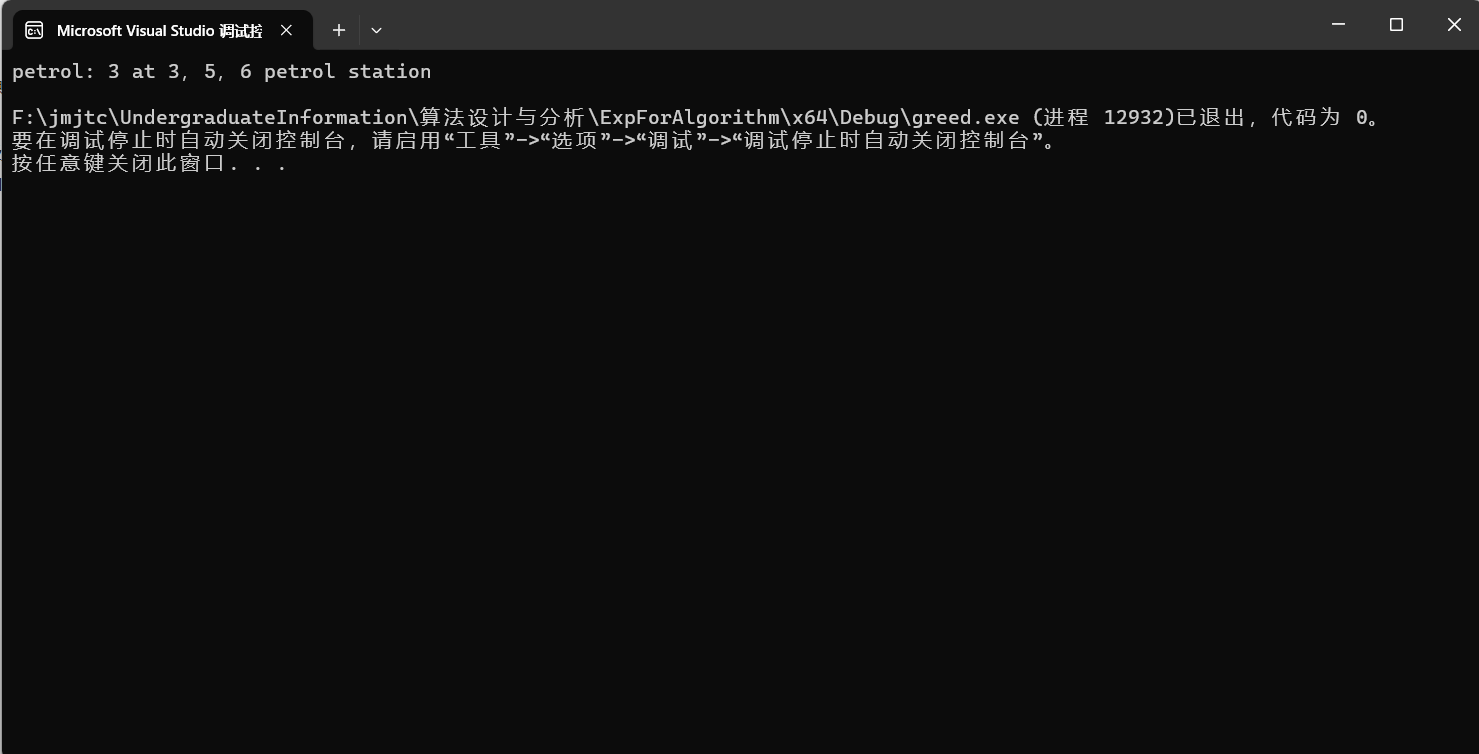 Microsoft Visual Studio 调试控
petrol: 3 at 3, 5, 6 petrol station
F:\jmjtc\UndergraduateInformation\算法设计与分析\ExpForAlgorithm\x64\Debug\greed.exe (进程 12932)已退出，代码为 0。
要在调试停止时自动关闭控制台，请启用“工具”->“选项”->“调试”->“调试停止时自动关闭控制台”。
按任意键关闭此窗口. . .